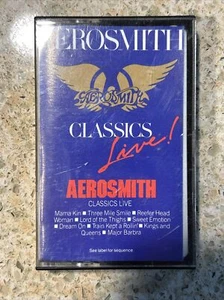 AEROSMITH
AEROSMITH
CLASSICS
Live!
AEROSMITH
CLASSICS LIVE
Mama Kin ■ Three Mile Smile ■ Reefer Head
Woman ■ Lord of the Thighs ■ Sweet Emotion
■ Dream On ■ Train Kept a Rollin' ■ Kings and
Queens ■ Major Barbra
See label for sequence